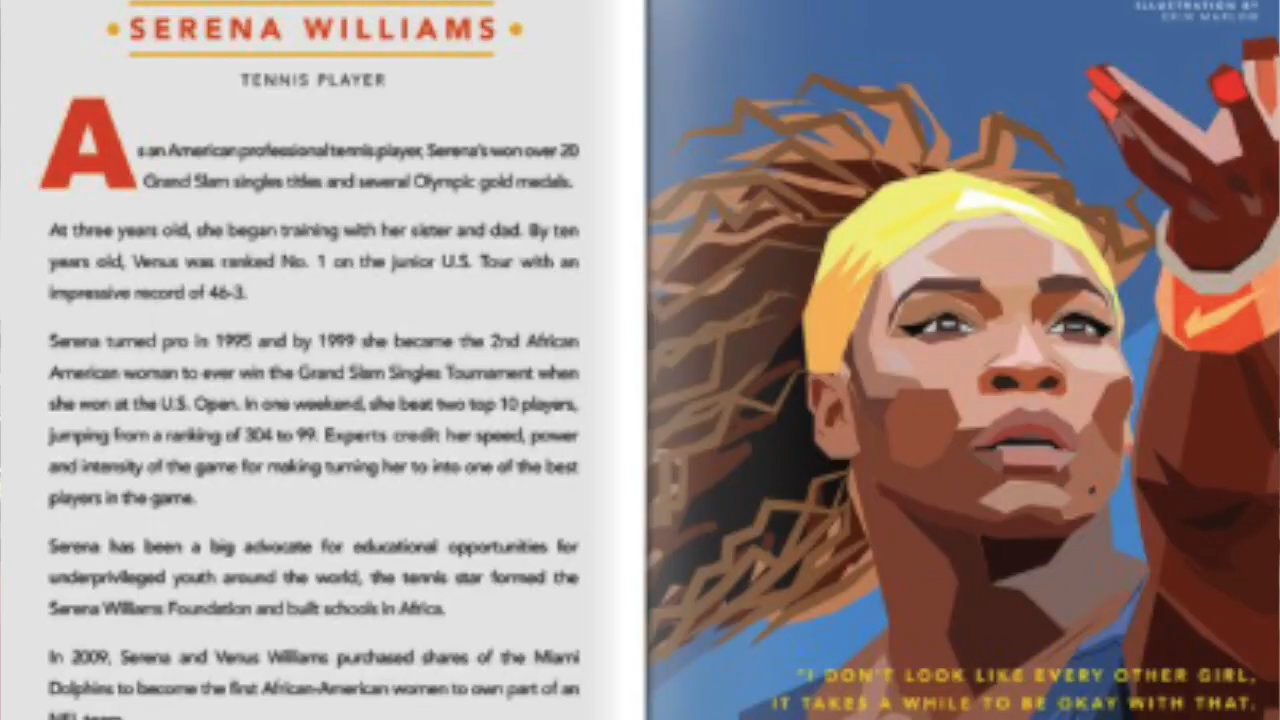 SERENA WILLIAMS
TENNIS PLAYER
As an American professional tennis player, Serena's won over 20
Grand Slam singles titles and several Olympic gold medals.
At three years old, she began training with her sister and dad. By ten
years old, Venus was ranked No. 1 on the junior U.S. Tour with an
impressive record of 46-3.
Serena turned pro in 1995 and by 1999 she became the 2nd African
American woman to ever win the Grand Slam Singles Tournament when
she won at the U.S. Open. In one weekend, she beat two top 10 players,
jumping from a ranking of 304 to 99. Experts credit her speed, power
and intensity of the game for making turning her to into one of the best
players in the game.
Serena has been a big advocate for educational opportunities for
underprivileged youth around the world, the tennis star formed the
Serena Williams Foundation and built schools in Africa.
In 2009, Serena and Venus Williams purchased shares of the Miami
Dolphins to become the first African-American women to own part of an
NFL team.
ILLUSTRATION BY
ERIN MARLOW
"I DON'T LOOK LIKE EVERY OTHER GIRL,
IT TAKES A WHILE TO BE OKAY WITH THAT.